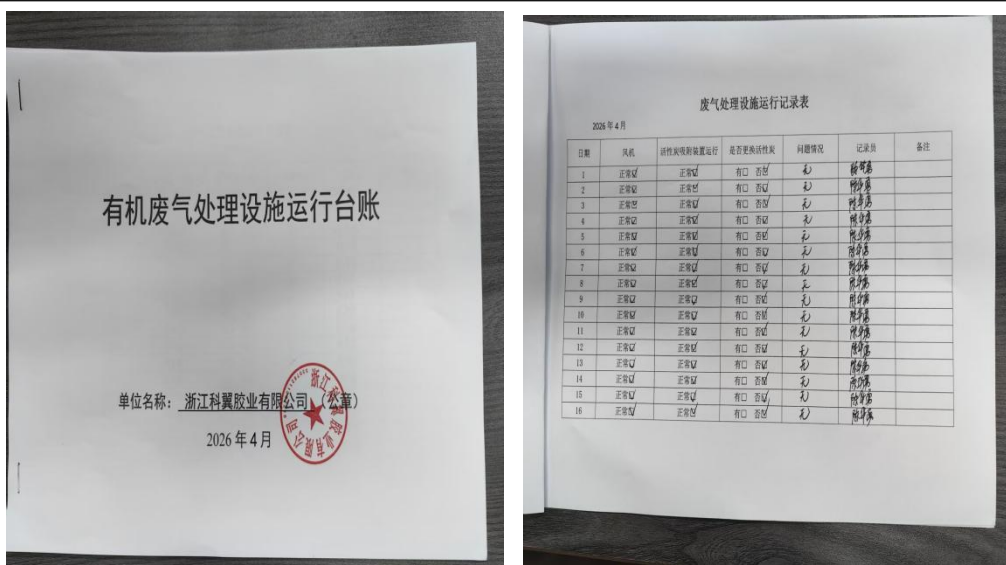 有机废气处理设施运行台账
单位名称：浙江科翼胶业有限公司（公章）
2026年4月
浙江科翼胶业有限公司
废气处理设施运行记录表
2026年4月
日期 风机 活性炭吸附装置运行 是否更换活性炭 问题情况 记录员 备注
1 正常☑ 正常☑ 有☐ 否☑ 无
2 正常☑ 正常☑ 有☐ 否☑ 无
3 正常☑ 正常☑ 有☐ 否☑ 无
4 正常☑ 正常☑ 有☐ 否☑ 无
5 正常☑ 正常☑ 有☐ 否☑ 无
6 正常☑ 正常☑ 有☐ 否☑ 无
7 正常☑ 正常☑ 有☐ 否☑ 无
8 正常☑ 正常☑ 有☐ 否☑ 无
9 正常☑ 正常☑ 有☐ 否☑ 无
10 正常☑ 正常☑ 有☐ 否☑ 无
11 正常☑ 正常☑ 有☐ 否☑ 无
12 正常☑ 正常☑ 有☐ 否☑ 无
13 正常☑ 正常☑ 有☐ 否☑ 无
14 正常☑ 正常☑ 有☐ 否☑ 无
15 正常☑ 正常☑ 有☐ 否☑ 无
16 正常☑ 正常☑ 有☐ 否☑ 无